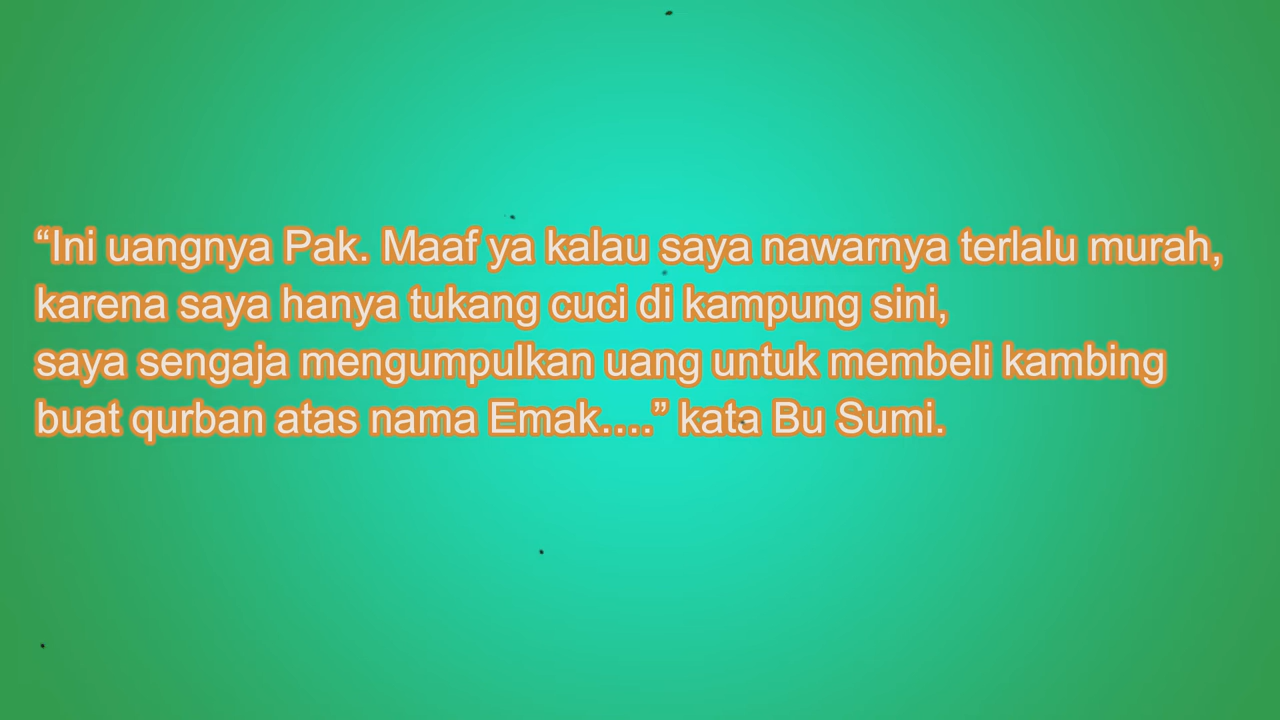 “Ini uangnya Pak. Maaf ya kalau saya nawarnya terlalu murah,
karena saya hanya tukang cuci di kampung sini,
saya sengaja mengumpulkan uang untuk membeli kambing
buat qurban atas nama Emak....” kata Bu Sumi.